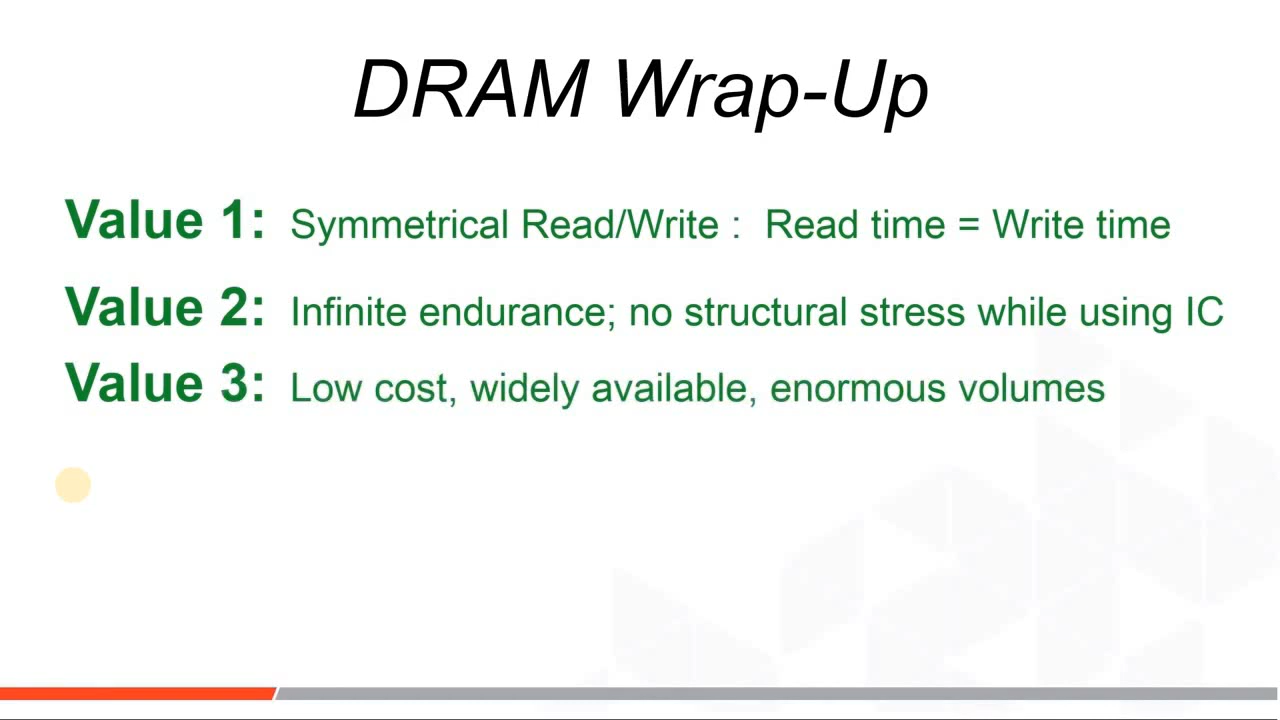 DRAM Wrap-Up
Value 1: Symmetrical Read/Write : Read time = Write time
Value 2: Infinite endurance; no structural stress while using IC
Value 3: Low cost, widely available, enormous volumes